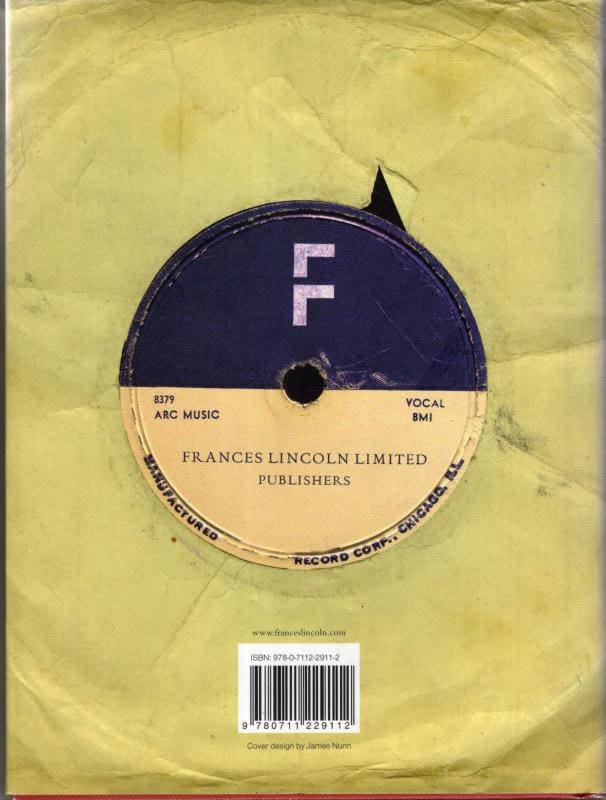 F
8379
ARC MUSIC
VOCAL
BMI
FRANCES LINCOLN LIMITED
PUBLISHERS
MANUFACTURED
RECORD CORP., CHICAGO, ILL.
www.franceslincoln.com
ISBN: 978-0-7112-2911-2
9 780711 229112
Cover design by James Nunn